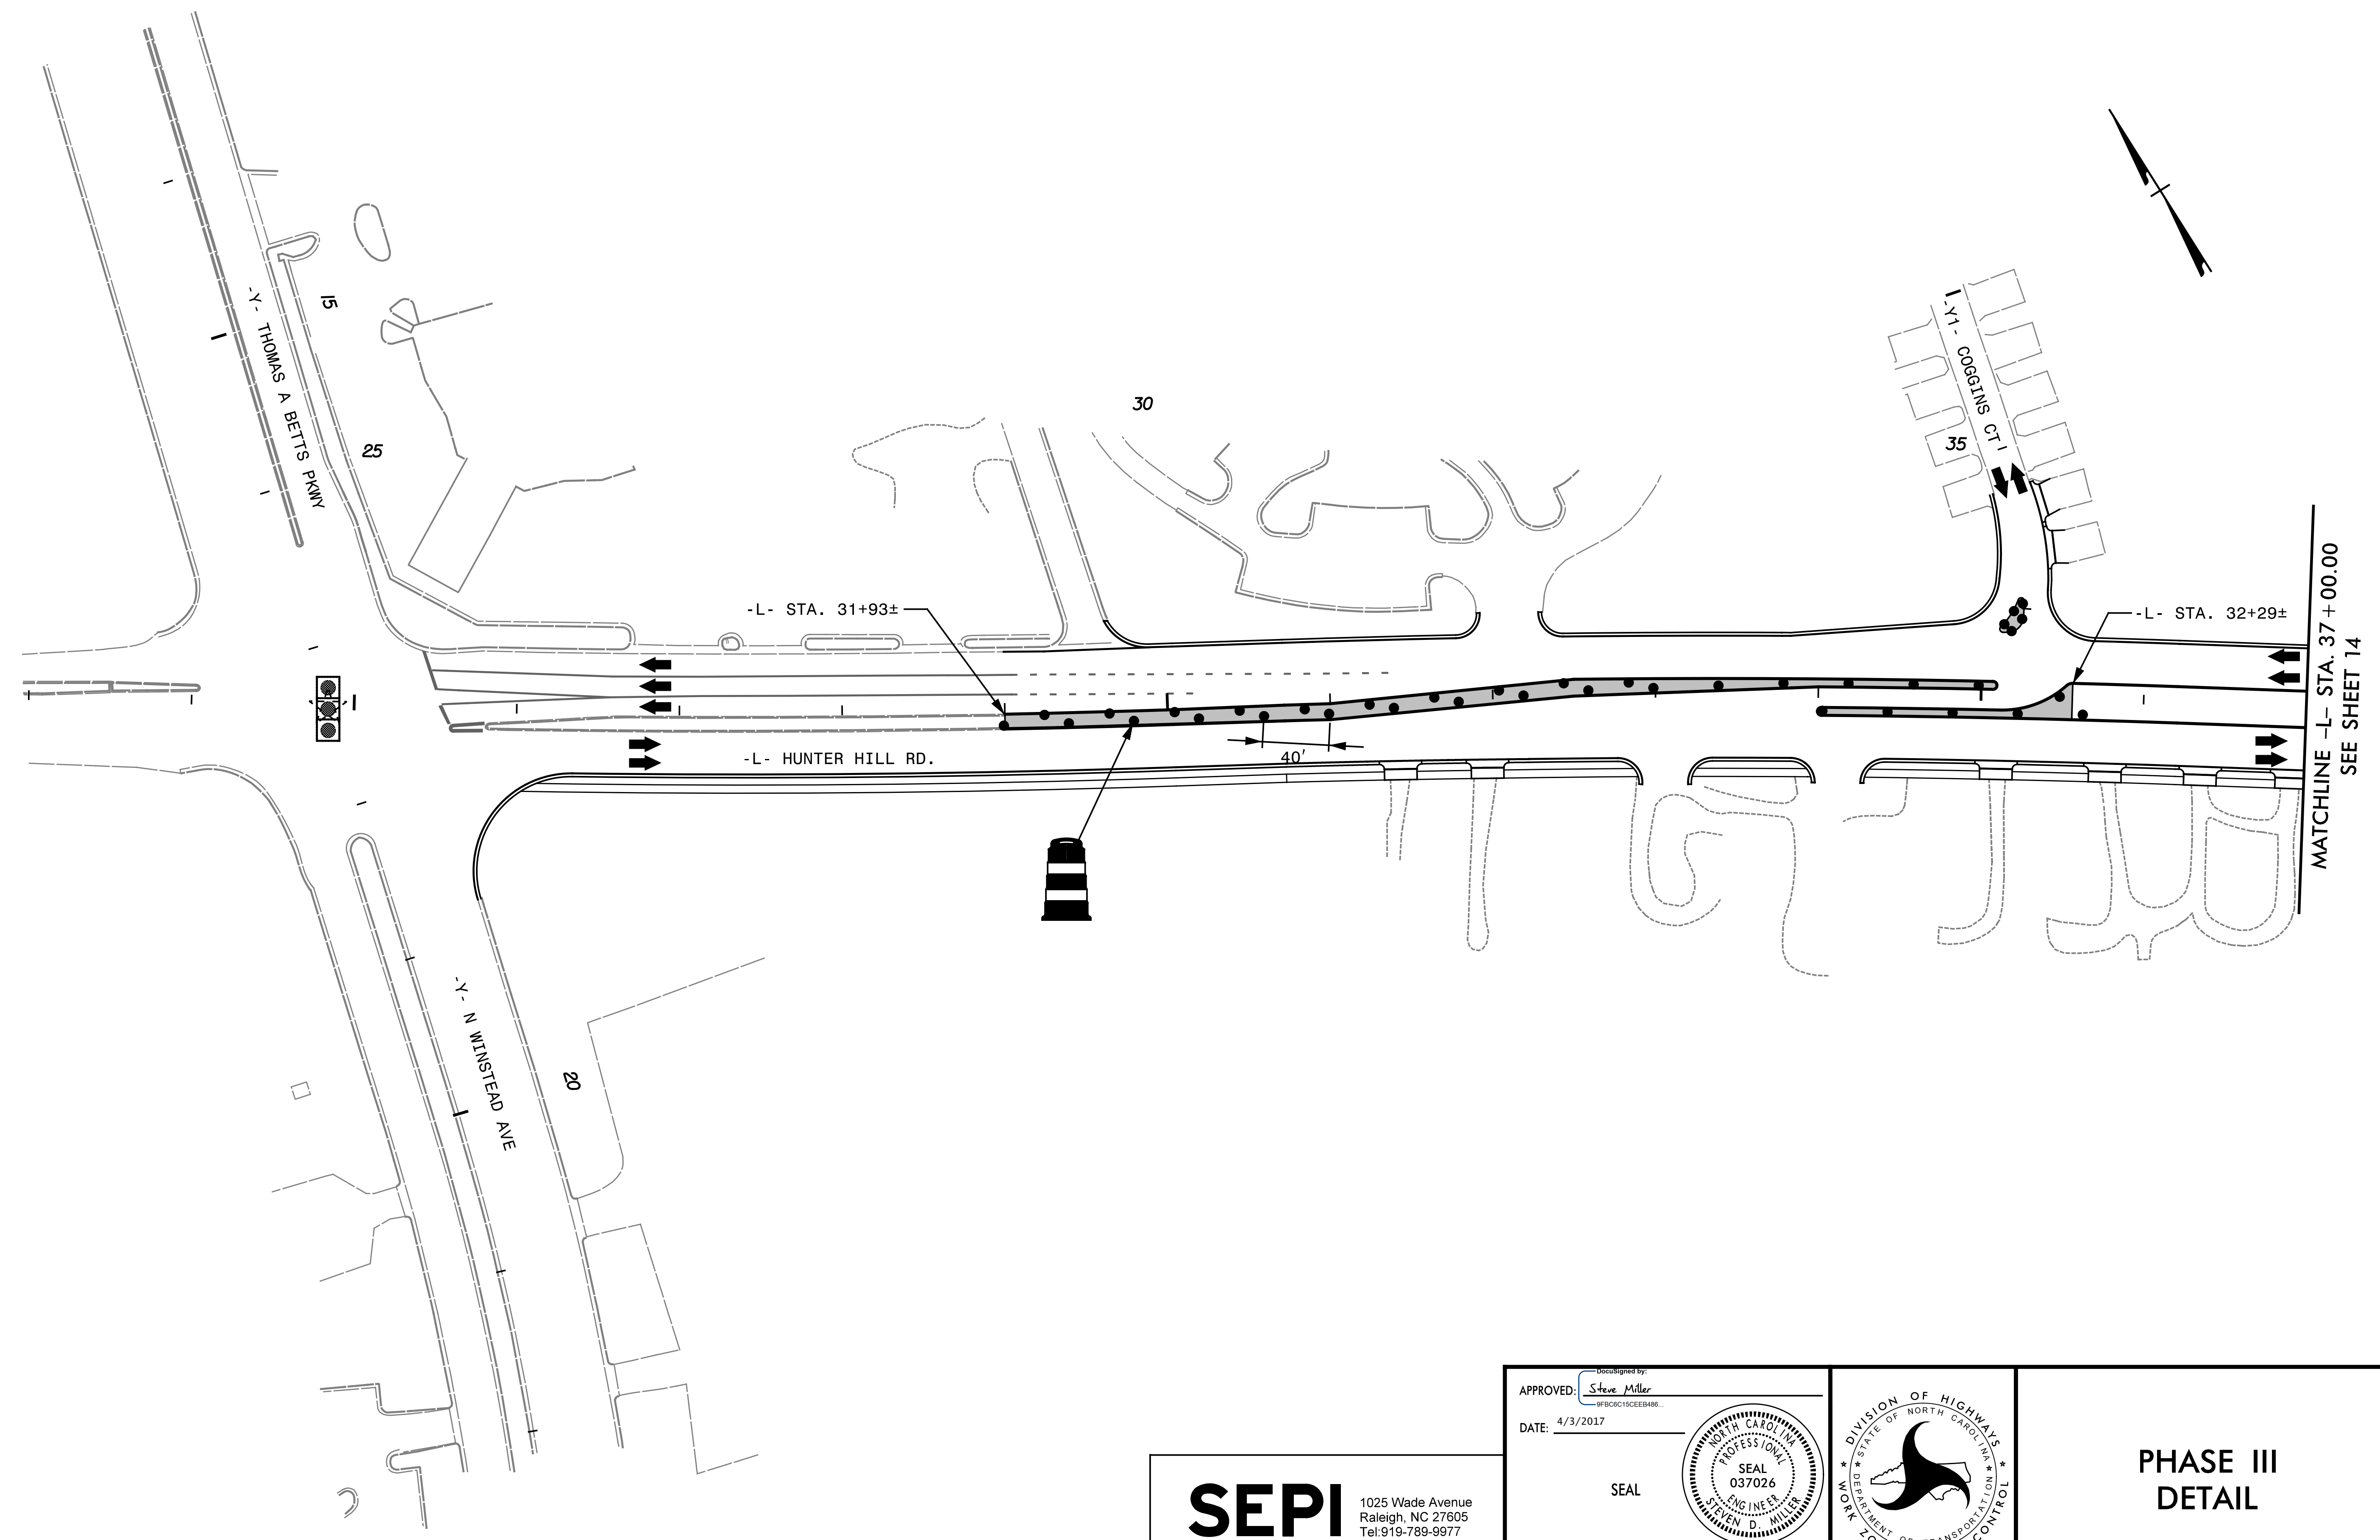 -Y- THOMAS A BETTS PKWY
15
25
30
-Y1- COGGINS CT
35
-L- STA. 31+93±
-L- STA. 32+29±
MATCHLINE -L- STA. 37+00.00
SEE SHEET 14
-L- HUNTER HILL RD.
40'
-Y- N WINSTEAD AVE
20
SEPI
1025 Wade Avenue
Raleigh, NC 27605
Tel:919-789-9977
APPROVED:
DocuSigned by:
Steve Miller
9FBC6C15CEEB486...
DATE: 4/3/2017
SEAL
NORTH CAROLINA
PROFESSIONAL
SEAL
037026
ENGINEER
STEVEN D. MILLER
DIVISION OF HIGHWAYS
STATE OF NORTH CAROLINA
DEPARTMENT OF TRANSPORTATION
WORK
CONTROL
PHASE III
DETAIL